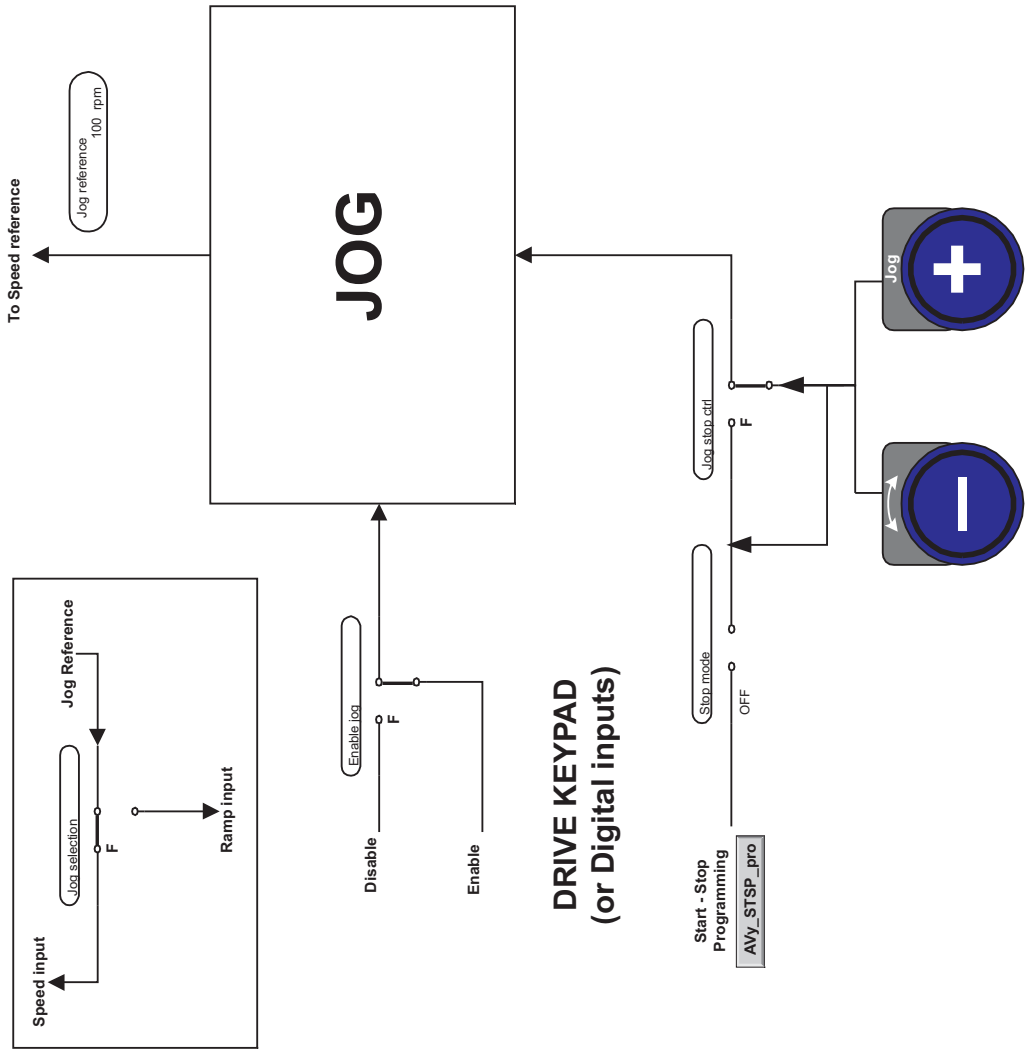 Speed input
Jog selection
F
Jog Reference
Ramp input
To Speed reference
Jog reference
100 rpm
JOG
Enable jog
Disable
F
Enable
DRIVE KEYPAD
(or Digital inputs)
Start - Stop
Programming
AVy_STSP_pro
Stop mode
OFF
Jog stop ctrl
F
Jog